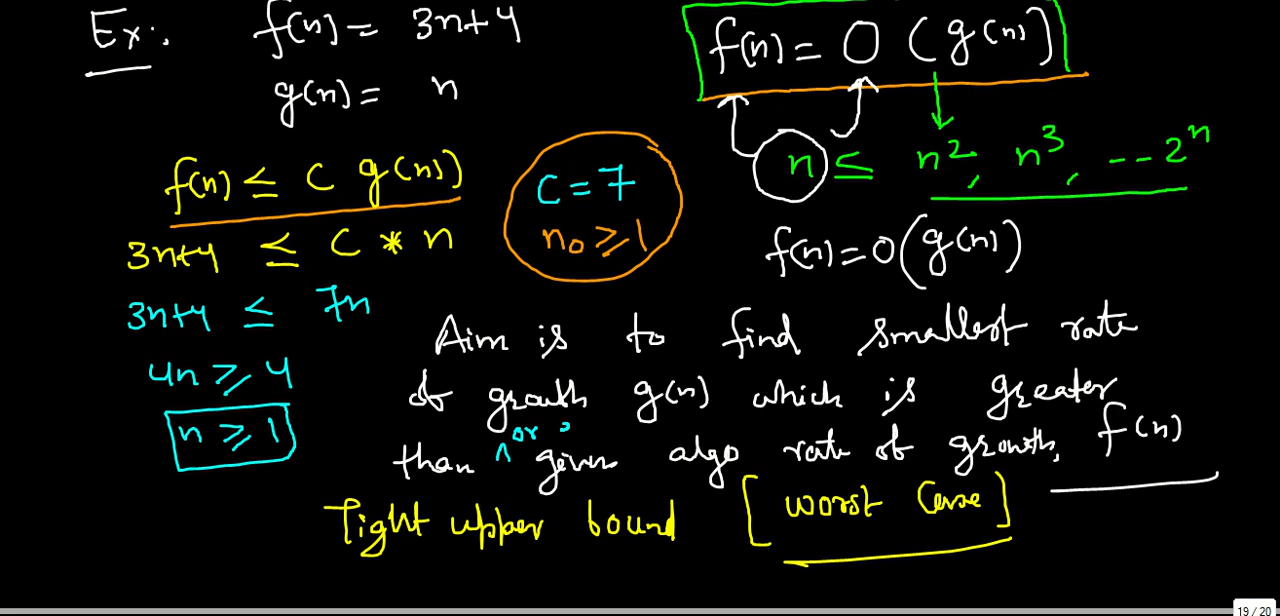 Ex:. f(n) = 3n+4
g(n) = n
f(n) = O (g(n))
n ≤ n², n³, --2ⁿ
f(n) ≤ C g(n)
3n+4 ≤ C * n
3n+4 ≤ 7n
4n ≥ 4
n ≥ 1
C = 7
n₀ ≥ 1
f(n) = O(g(n))
Aim is to find smallest rate
of growth g(n) which is greater
than ^ or = given algo rate of growth, f(n)
Tight upper bound [worst case]
19 / 20